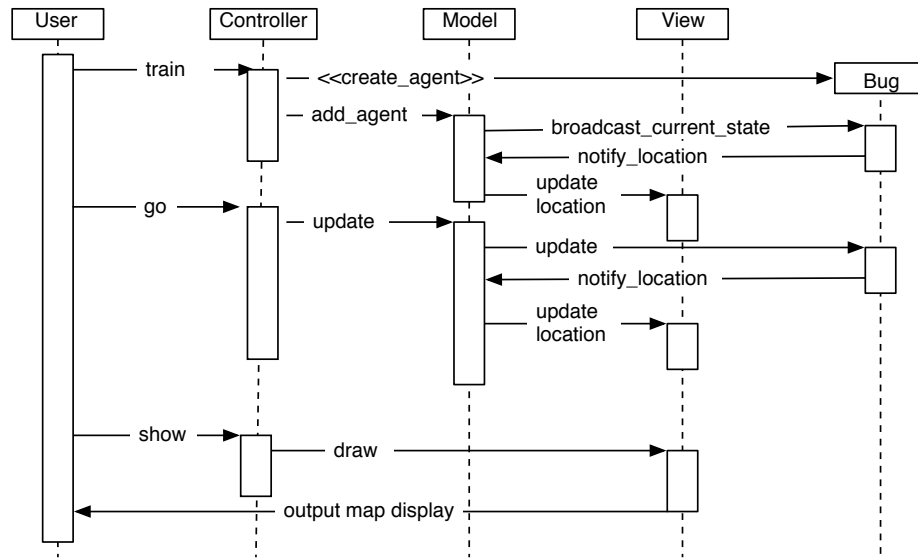 User
Controller
Model
View
train
<<create_agent>>
Bug
add_agent
broadcast_current_state
notify_location
update
location
go
update
update
notify_location
update
location
show
draw
output map display